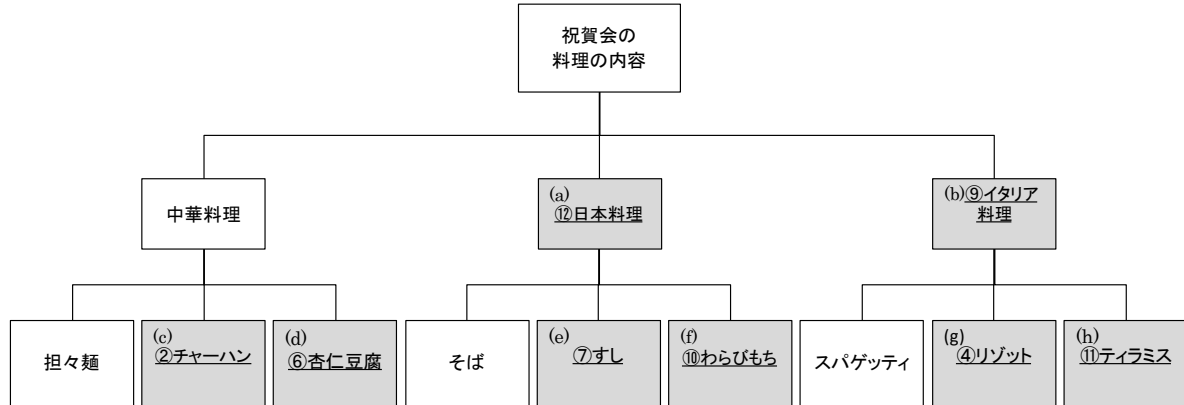 祝賀会の
料理の内容
中華料理
(a)
⑫日本料理
(b)⑨イタリア
料理
担々麺
(c)
②チャーハン
(d)
⑥杏仁豆腐
そば
(e)
⑦すし
(f)
⑩わらびもち
スパゲッティ
(g)
④リゾット
(h)
⑪ティラミス